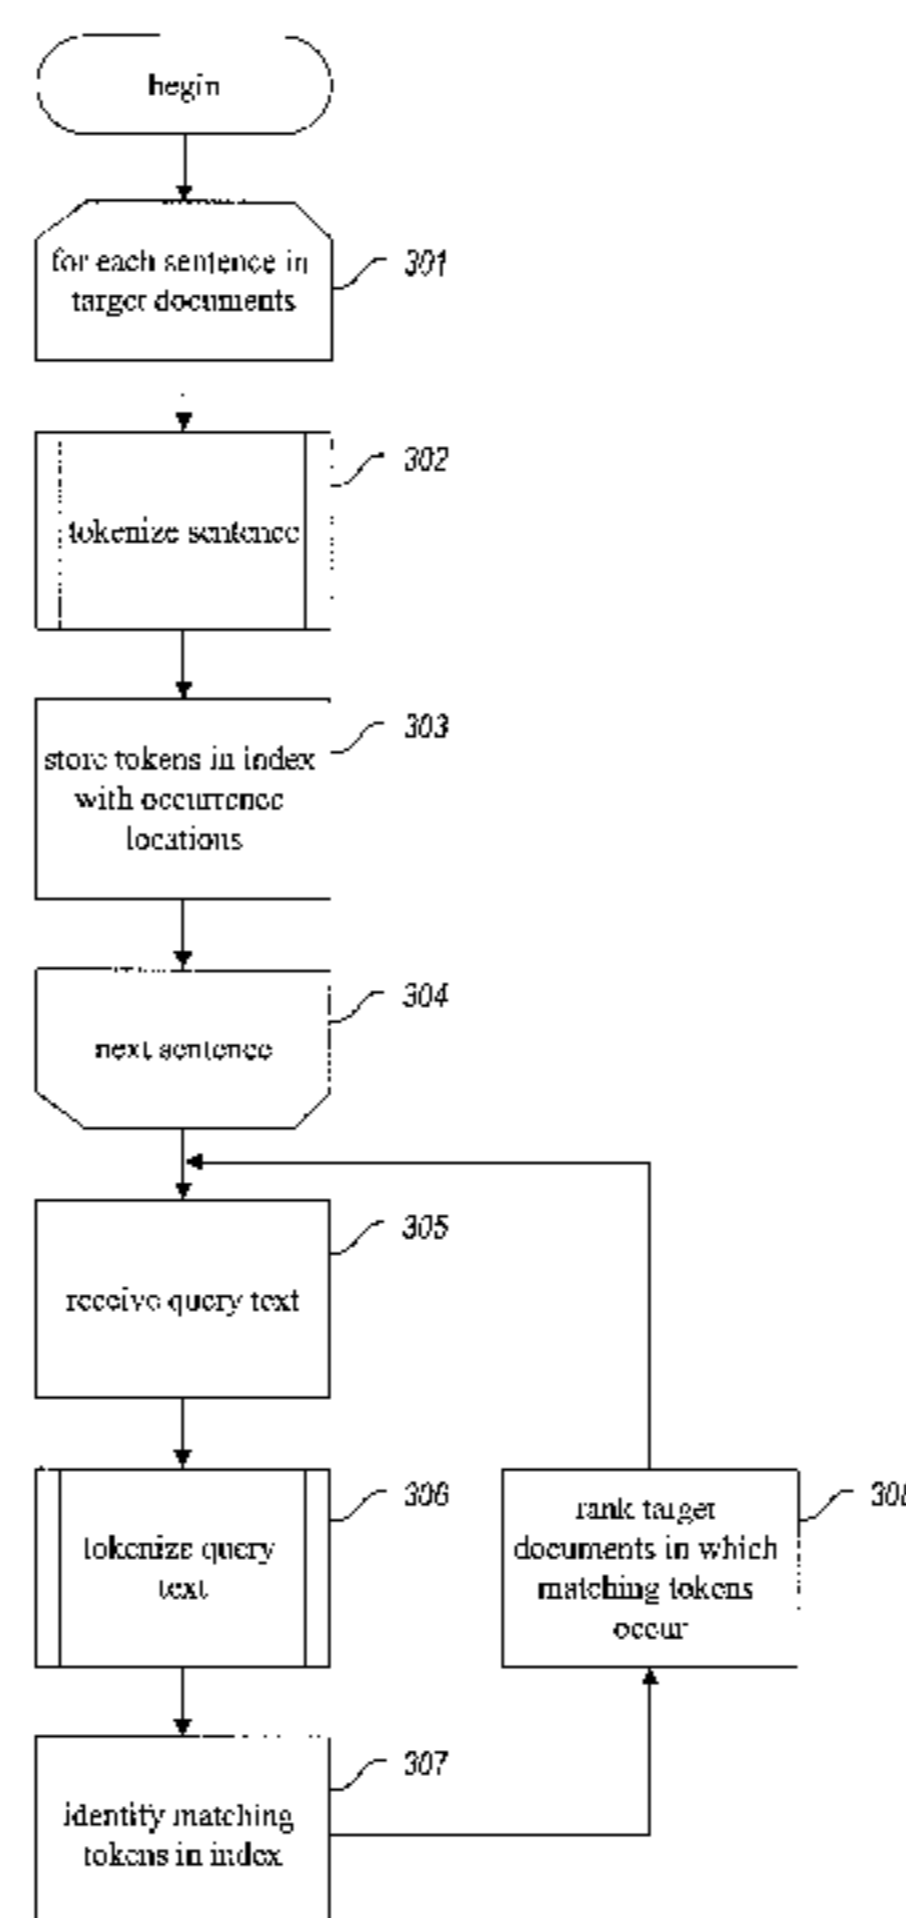 begin
for each sentence in
target documents
301
tokenize sentence
302
store tokens in index
with occurrence
locations
303
next sentence
304
receive query text
305
tokenize query
text
306
rank target
documents in which
matching tokens
occur
308
identify matching
tokens in index
307